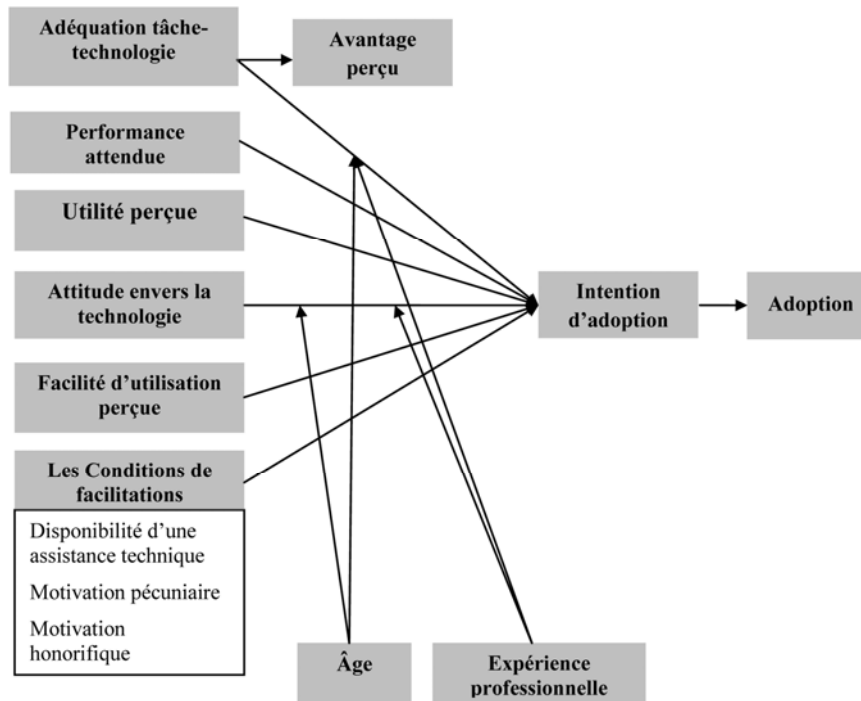 Adéquation tâche-
technologie
Avantage
perçu
Performance
attendue
Utilité perçue
Attitude envers la
technologie
Intention
d’adoption
Adoption
Facilité d’utilisation
perçue
Les Conditions de
facilitations
Disponibilité d’une
assistance technique
Motivation pécuniaire
Motivation
honorifique
Âge
Expérience
professionnelle